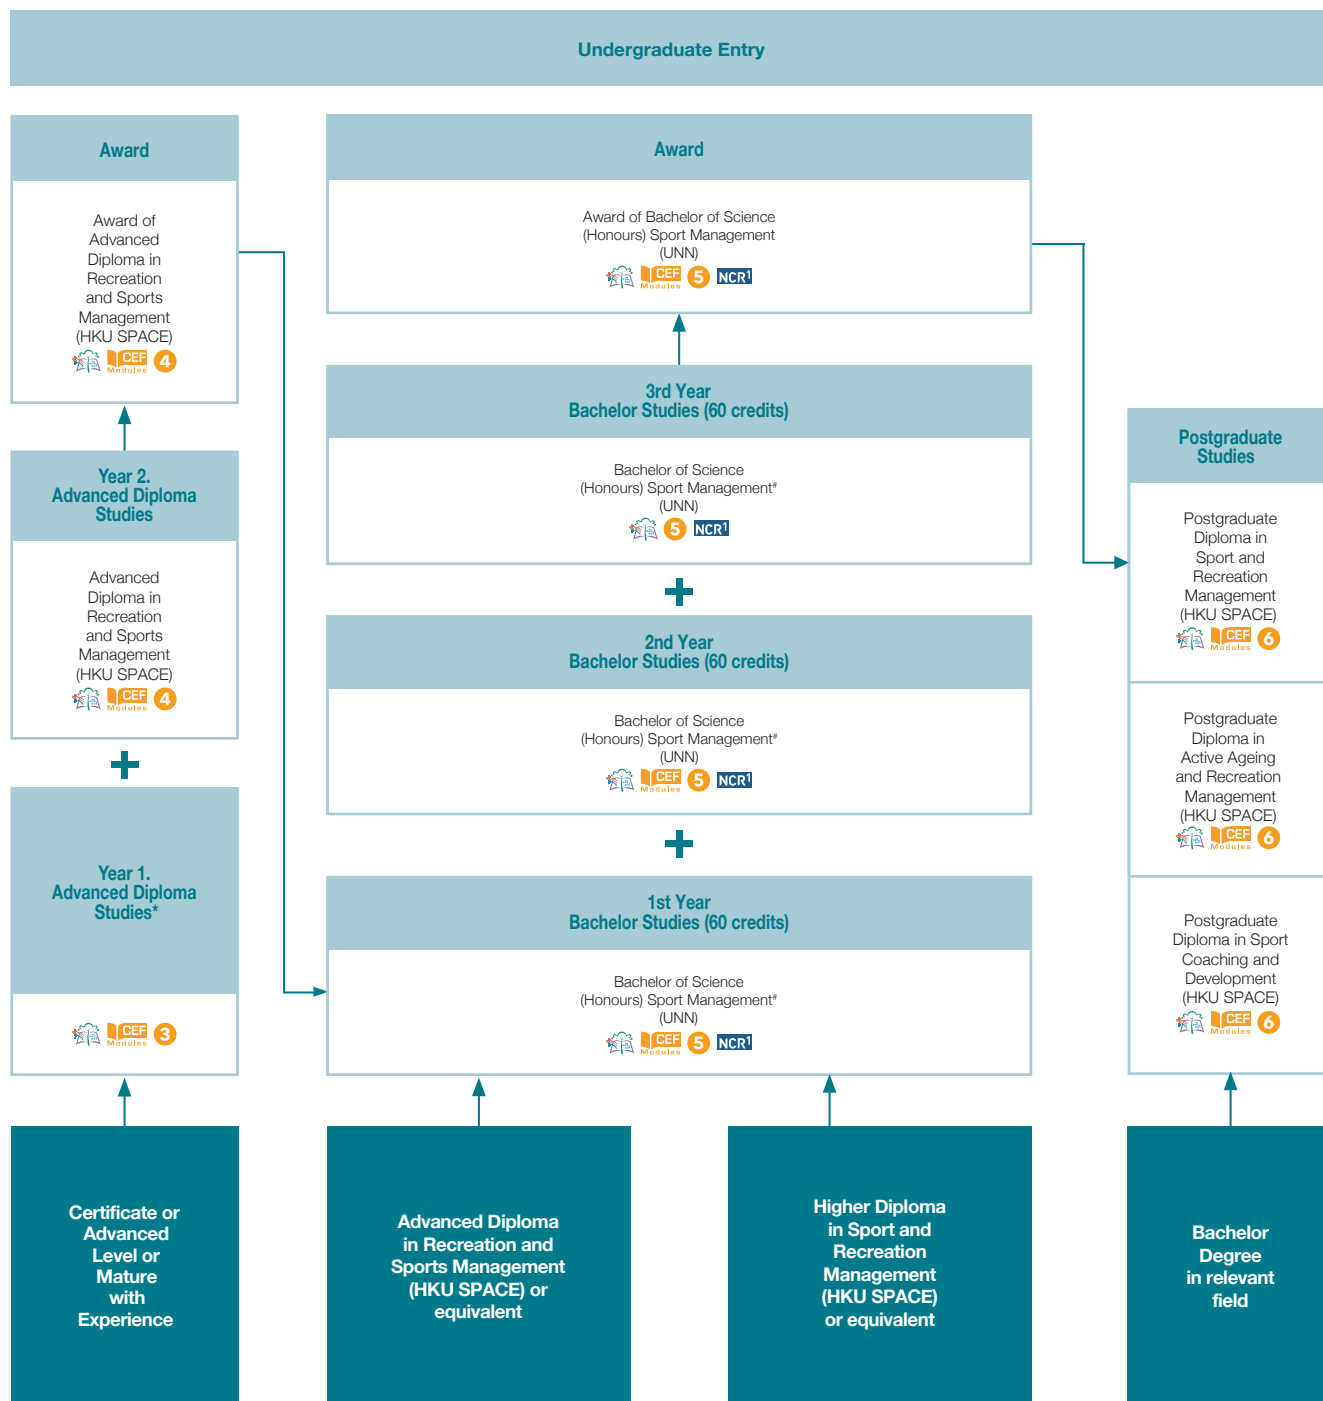 Undergraduate Entry
Award
Award of
Advanced
Diploma in
Recreation
and Sports
Management
(HKU SPACE)
CEF
Modules
4
Year 2.
Advanced Diploma
Studies
Advanced
Diploma in
Recreation
and Sports
Management
(HKU SPACE)
CEF
Modules
4
Year 1.
Advanced Diploma
Studies*
CEF
Modules
3
Certificate or
Advanced
Level or
Mature
with
Experience
Award
Award of Bachelor of Science
(Honours) Sport Management
(UNN)
CEF
Modules
5 NCR1
3rd Year
Bachelor Studies (60 credits)
Bachelor of Science
(Honours) Sport Management#
(UNN)
5 NCR1
2nd Year
Bachelor Studies (60 credits)
Bachelor of Science
(Honours) Sport Management#
(UNN)
CEF
Modules
5 NCR1
1st Year
Bachelor Studies (60 credits)
Bachelor of Science
(Honours) Sport Management#
(UNN)
CEF
Modules
5 NCR1
Advanced Diploma
in Recreation and
Sports Management
(HKU SPACE) or
equivalent
Higher Diploma
in Sport and
Recreation
Management
(HKU SPACE)
or equivalent
Postgraduate
Studies
Postgraduate
Diploma in
Sport and
Recreation
Management
(HKU SPACE)
CEF
Modules
6
Postgraduate
Diploma in
Active Ageing
and Recreation
Management
(HKU SPACE)
CEF
Modules
6
Postgraduate
Diploma in Sport
Coaching and
Development
(HKU SPACE)
CEF
Modules
6
Bachelor
Degree
in relevant
field